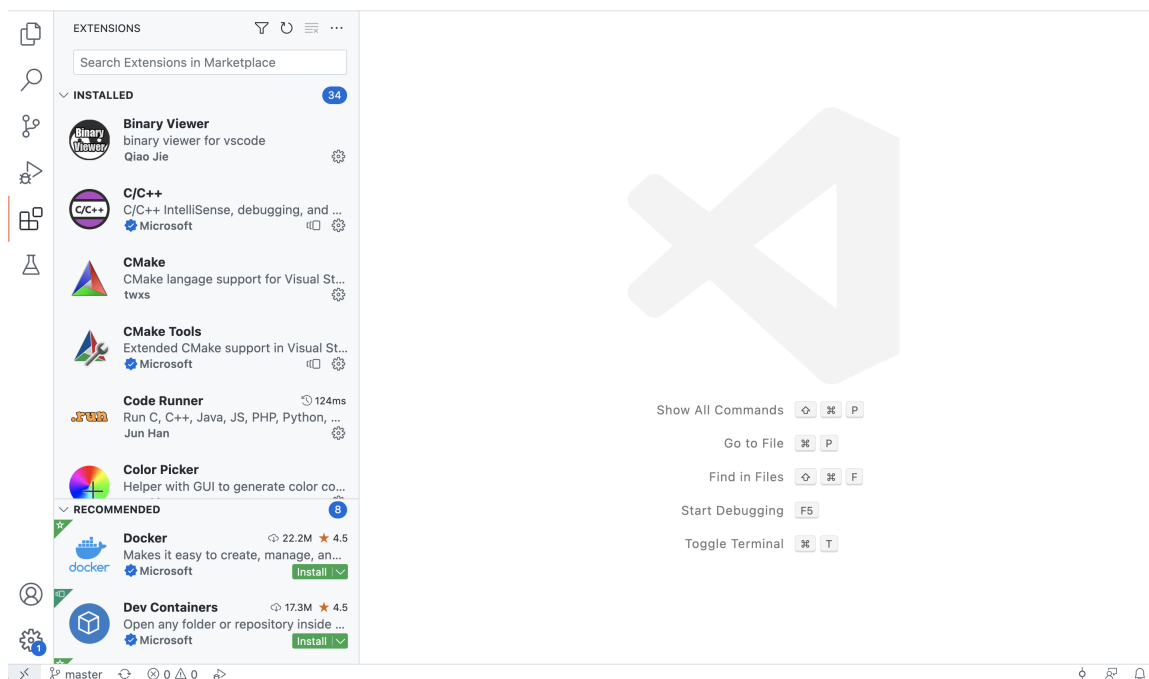 EXTENSIONS
Search Extensions in Marketplace
INSTALLED 34
Binary Viewer
Binary Viewer
binary viewer for vscode
Qiao Jie
C/C++
C/C++
C/C++ IntelliSense, debugging, and ...
Microsoft
CMake
CMake langage support for Visual St...
twxs
CMake Tools
Extended CMake support in Visual St...
Microsoft
Code Runner 124ms
.run
Run C, C++, Java, JS, PHP, Python, ...
Jun Han
Color Picker
Helper with GUI to generate color co...
RECOMMENDED 8
Docker 22.2M ★ 4.5
docker
Makes it easy to create, manage, an...
Microsoft Install
Dev Containers 17.3M ★ 4.5
Open any folder or repository inside ...
Microsoft Install
1
master 0 0
Show All Commands ⇧ ⌘ P
Go to File ⌘ P
Find in Files ⇧ ⌘ F
Start Debugging F5
Toggle Terminal ⌘ T